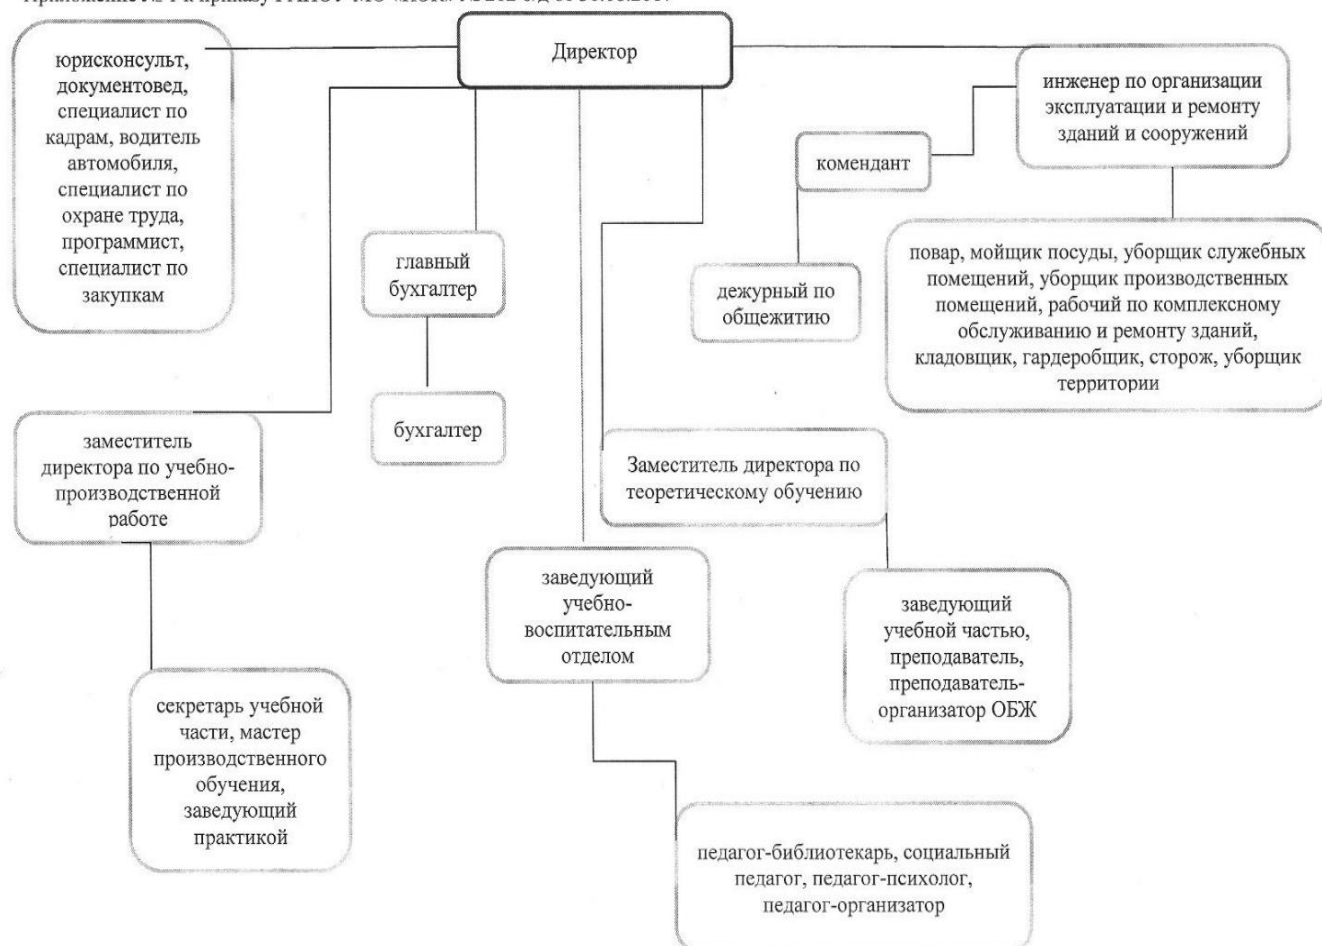 Директор
юрисконсульт,
документовед,
специалист по
кадрам, водитель
автомобиля,
специалист по
охране труда,
программист,
специалист по
закупкам
инженер по организации
эксплуатации и ремонту
зданий и сооружений
комендант
дежурный по
общежитию
повар, мойщик посуды, уборщик служебных
помещений, уборщик производственных
помещений, рабочий по комплексному
обслуживанию и ремонту зданий,
кладовщик, гардеробщик, сторож, уборщик
территории
главный
бухгалтер
бухгалтер
заместитель
директора по учебно-
производственной
работе
Заместитель директора по
теоретическому обучению
заведующий
учебно-
воспитательным
отделом
заведующий
учебной частью,
преподаватель,
преподаватель-
организатор ОБЖ
секретарь учебной
части, мастер
производственного
обучения,
заведующий
практикой
педагог-библиотекарь, социальный
педагог, педагог-психолог,
педагог-организатор